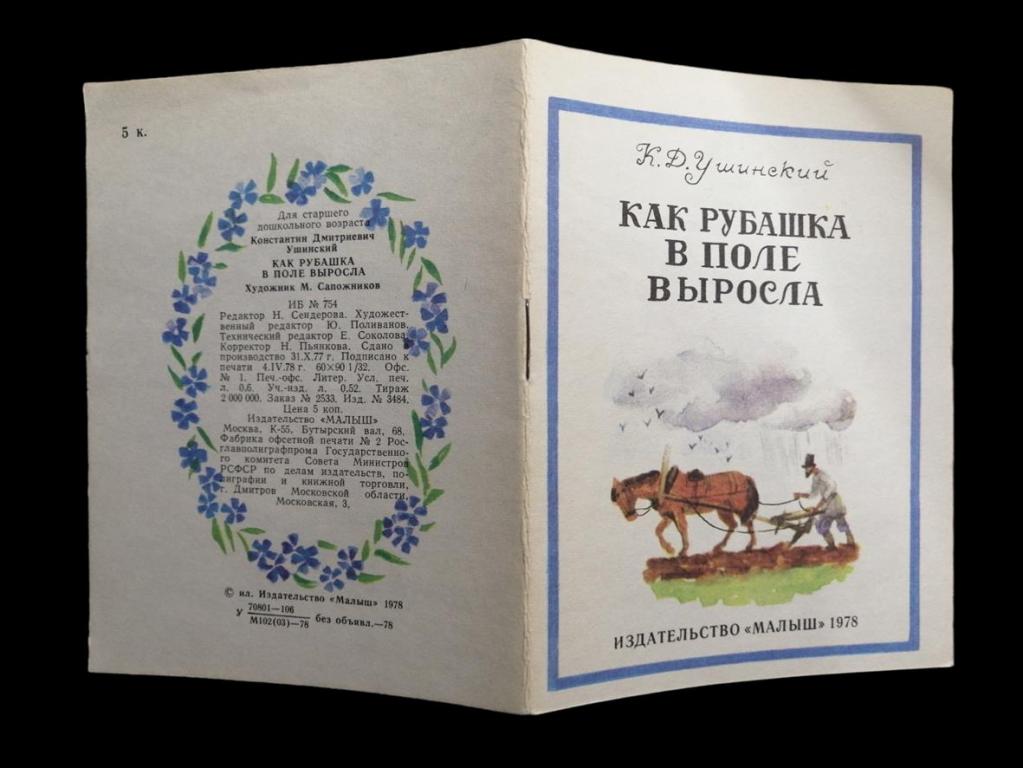 5 к.
Для старшего
дошкольного возраста
Константин Дмитриевич
Ушинский
КАК РУБАШКА
В ПОЛЕ ВЫРОСЛА
Художник М. Сапожников
ИБ № 754
Редактор Н. Сендерова. Художест-
венный редактор Ю. Поливанов.
Технический редактор Е. Соколова.
Корректор Н. Пьянкова. Сдано в
производство 31.X.77 г. Подписано к
печати 4.IV.78 г. 60×90 1/32. Офс.
№ 1. Печ.-офс. Литер. Усл. печ.
л. 0,6. Уч.-изд. л. 0.52. Тираж
2 000 000. Заказ № 2533. Изд. № 3484.
Цена 5 коп.
Издательство «МАЛЫШ»
Москва, К-55, Бутырский вал, 68.
Фабрика офсетной печати № 2 Рос-
главполиграфпрома Государственно-
го комитета Совета Министров
РСФСР по делам издательств, по-
лиграфии и книжной торговли,
г. Дмитров Московской области,
Московская, 3.
© ил. Издательство «Малыш» 1978
У 70801—106
М102(03)—78 без объявл.—78
К. Д. Ушинский
КАК РУБАШКА
В ПОЛЕ
ВЫРОСЛА
ИЗДАТЕЛЬСТВО «МАЛЫШ» 1978